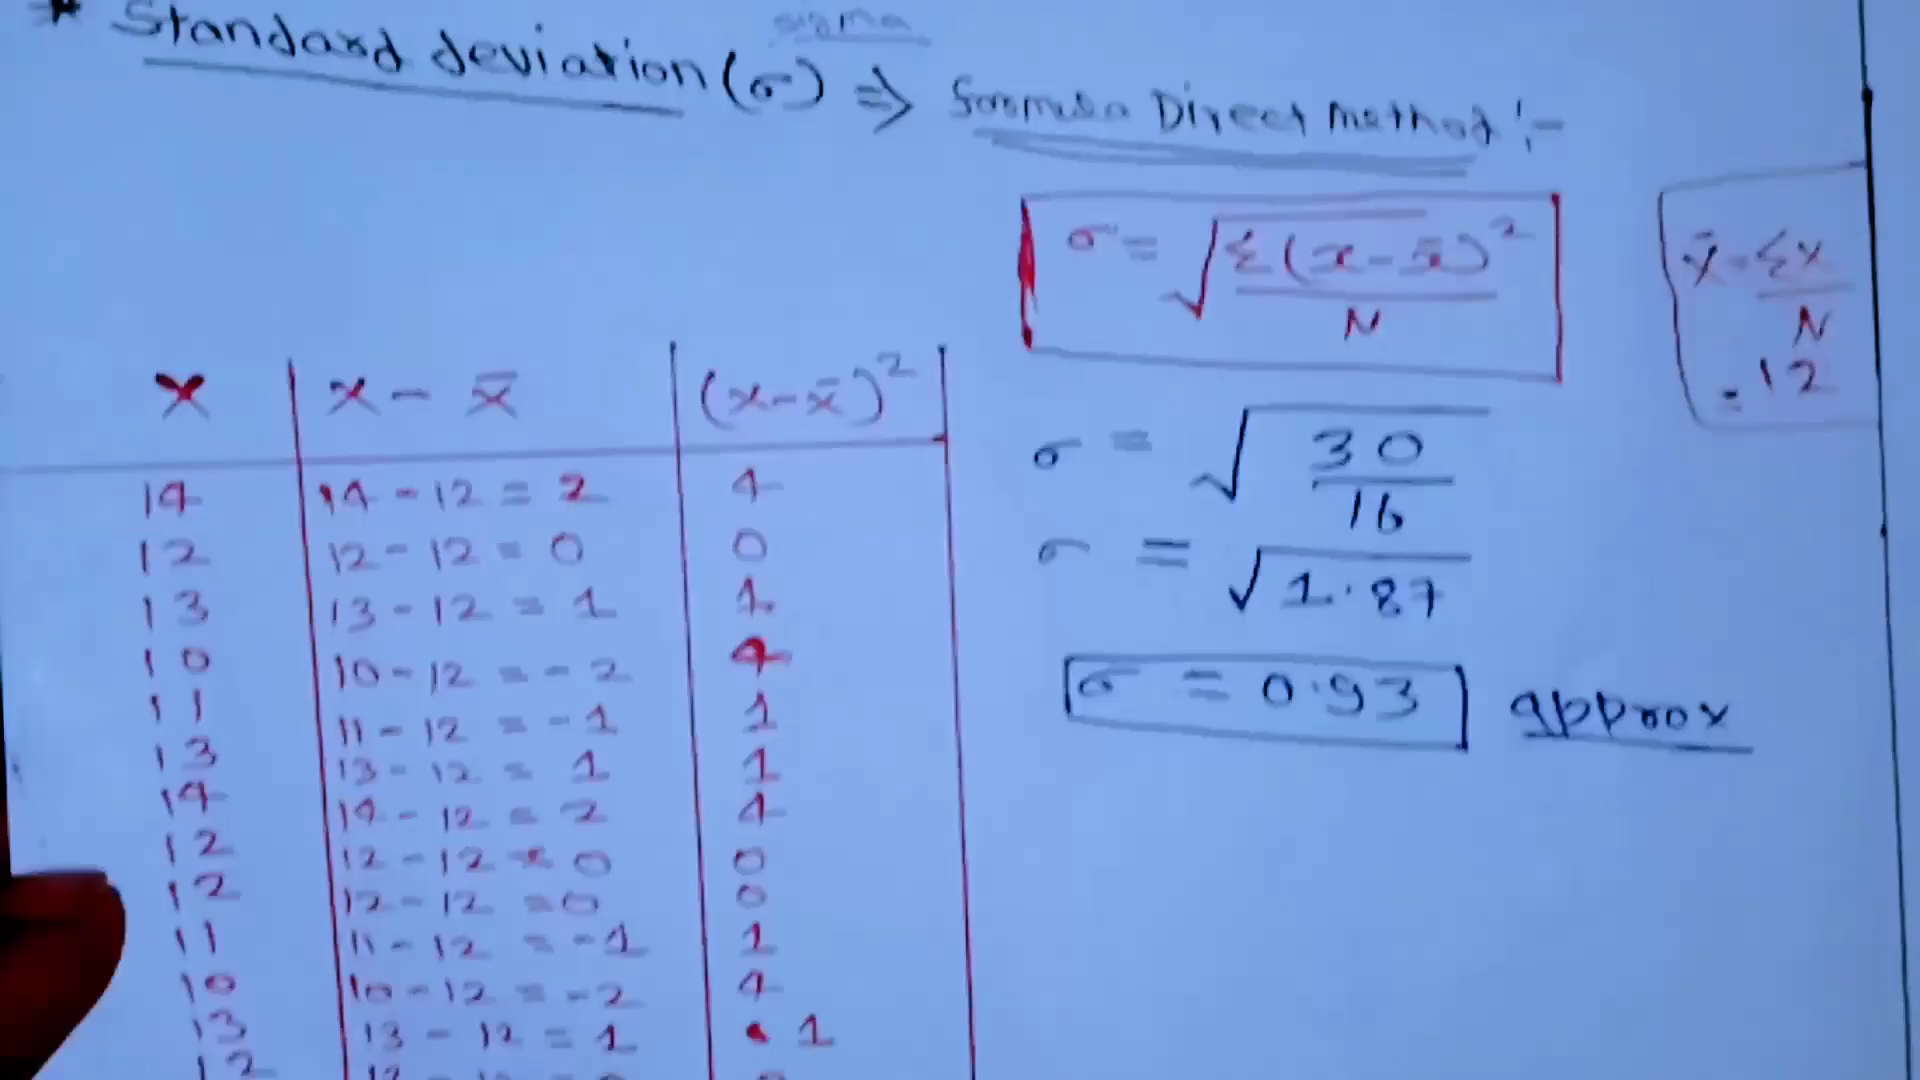 * Standard deviation (σ) ⇒ formula Direct method :-
sigma
σ = √Σ(x-x̄)² / N
x̄ = Σx / N
= 12
x | x - x̄ | (x-x̄)²
14 | 14 - 12 = 2 | 4
12 | 12 - 12 = 0 | 0
13 | 13 - 12 = 1 | 1
10 | 10 - 12 = - 2 | 4
11 | 11 - 12 = - 1 | 1
13 | 13 - 12 = 1 | 1
14 | 14 - 12 = 2 | 4
12 | 12 - 12 = 0 | 0
12 | 12 - 12 = 0 | 0
11 | 11 - 12 = - 1 | 1
10 | 10 - 12 = - 2 | 4
13 | 13 - 12 = 1 | 1
12
σ = √30 / 16
σ = √1.87
σ = 0.93 approx